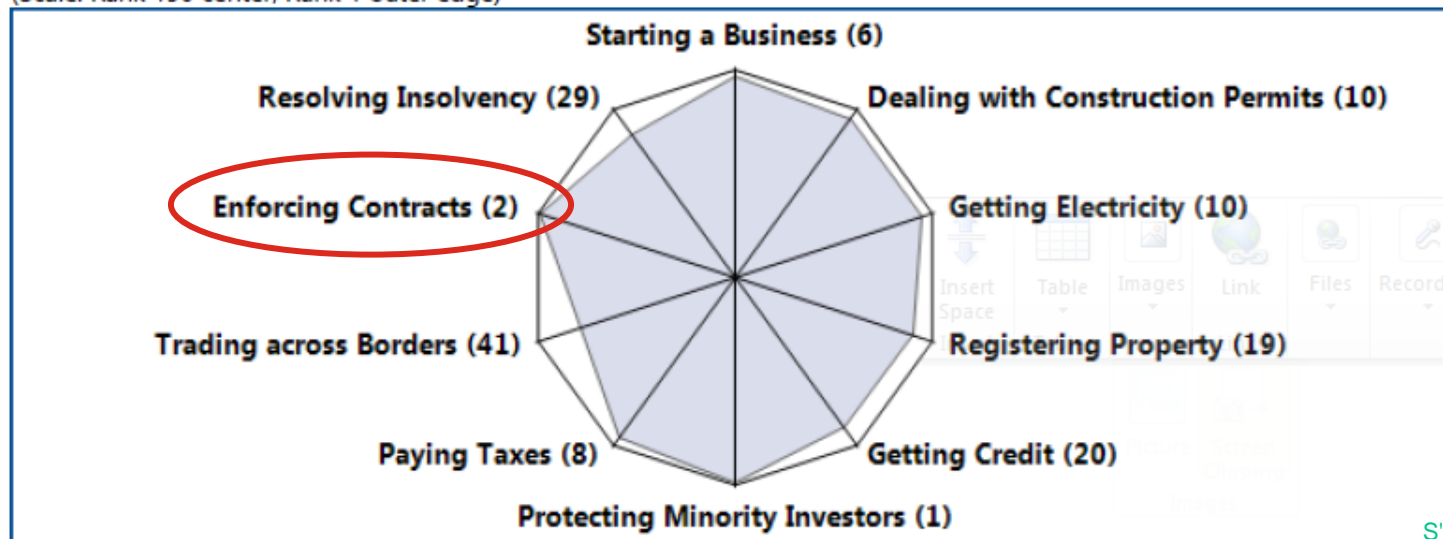 Starting a Business (6)
Resolving Insolvency (29)
Dealing with Construction Permits (10)
Enforcing Contracts (2)
Getting Electricity (10)
Insert
Space
Table
Images
Link
Files
Record
Trading across Borders (41)
Registering Property (19)
Paying Taxes (8)
Getting Credit (20)
Protecting Minority Investors (1)